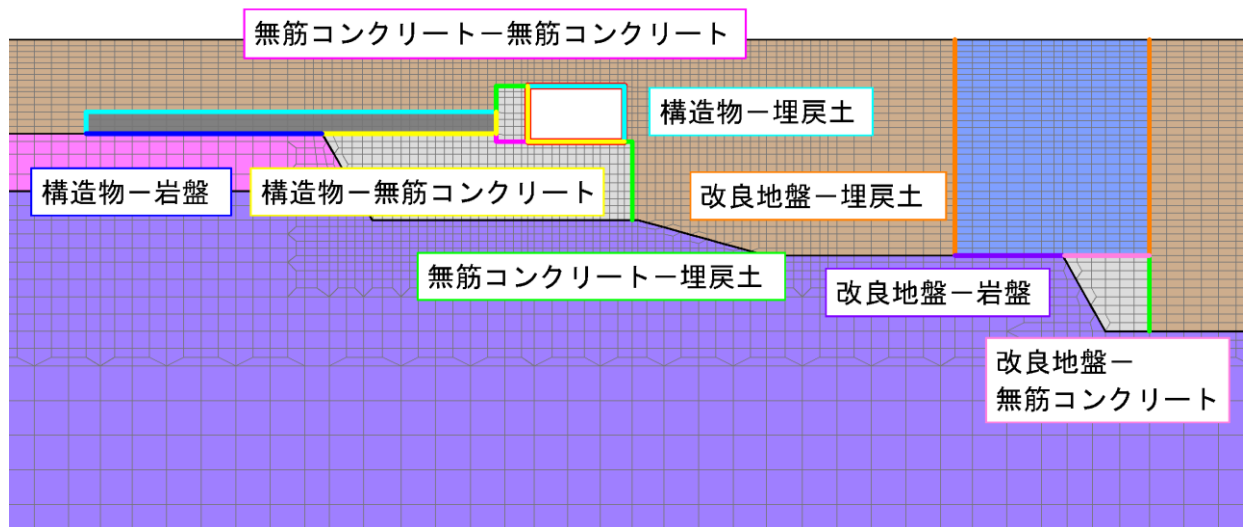 無筋コンクリート－無筋コンクリート
構造物－埋戻土
構造物－岩盤
構造物－無筋コンクリート
改良地盤－埋戻土
無筋コンクリート－埋戻土
改良地盤－岩盤
改良地盤－
無筋コンクリート